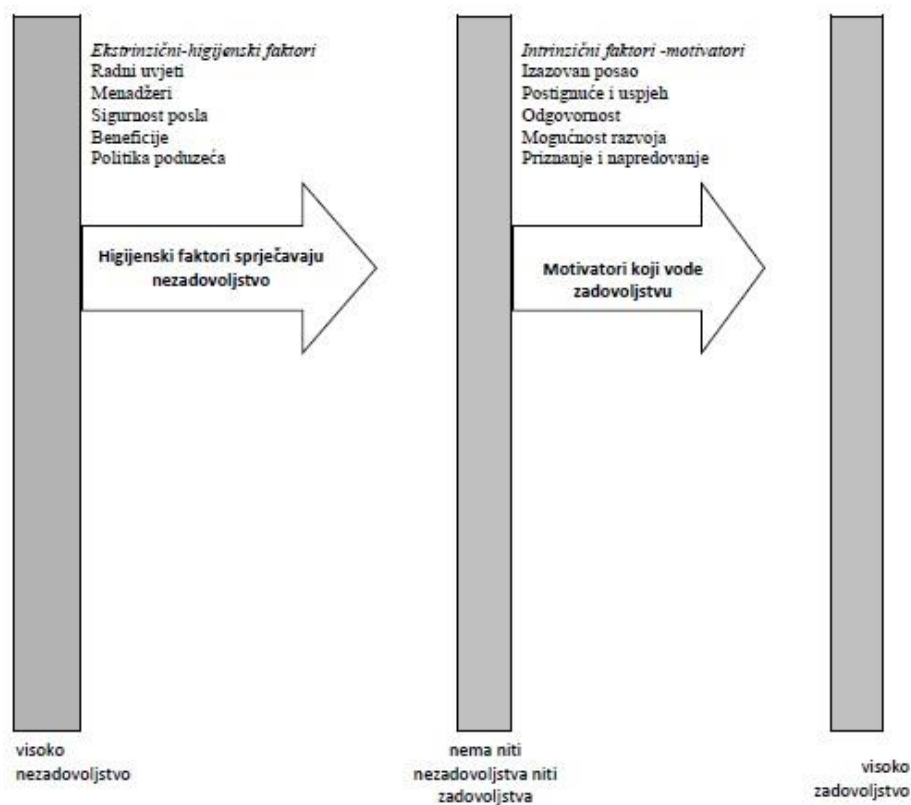 Ekstrinzični-higijenski faktori
Radni uvjeti
Menadžeri
Sigurnost posla
Beneficije
Politika poduzeća
Intrinzični faktori -motivatori
Izazovan posao
Postignuće i uspjeh
Odgovornost
Mogućnost razvoja
Priznanje i napredovanje
Higijenski faktori sprječavaju
nezadovoljstvo
Motivatori koji vode
zadovoljstvu
visoko
nezadovoljstvo
nema niti
nezadovoljstva niti
zadovoljstva
visoko
zadovoljstvo